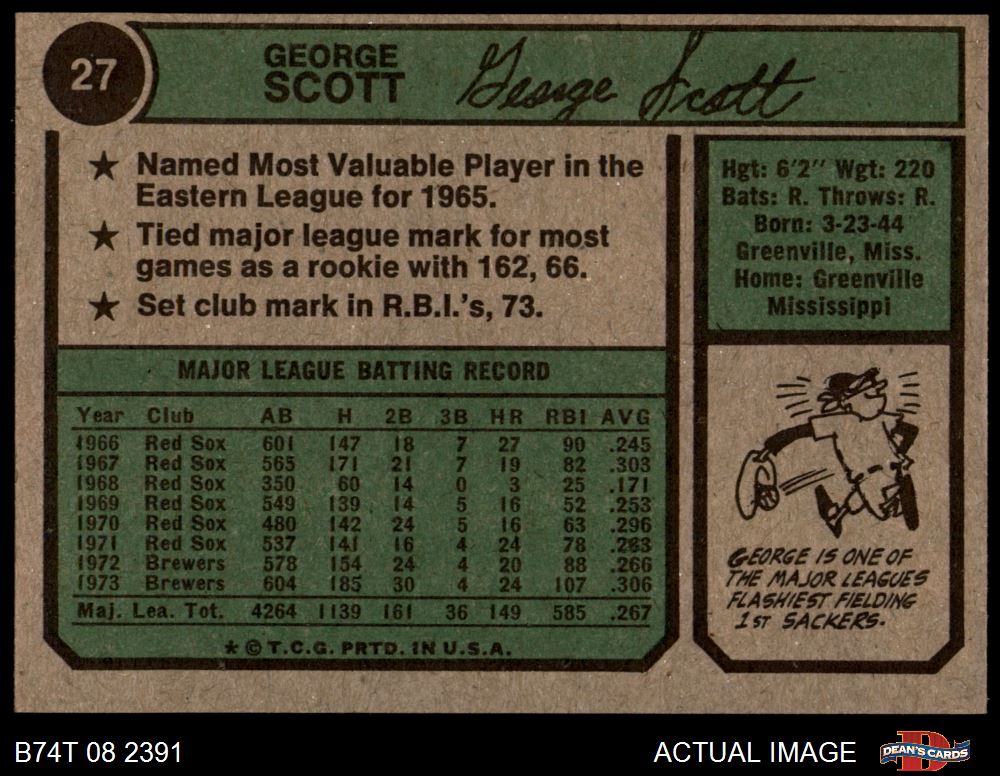 27
GEORGE
SCOTT
George Scott
★ Named Most Valuable Player in the
Eastern League for 1965.
★ Tied major league mark for most
games as a rookie with 162, 66.
★ Set club mark in R.B.I.'s, 73.
Hgt: 6'2" Wgt: 220
Bats: R. Throws: R.
Born: 3-23-44
Greenville, Miss.
Home: Greenville
Mississippi
MAJOR LEAGUE BATTING RECORD
Year Club AB H 2B 3B HR RBI AVG
1966 Red Sox 601 147 18 7 27 90 .245
1967 Red Sox 565 171 21 7 19 82 .303
1968 Red Sox 350 60 14 0 3 25 .171
1969 Red Sox 549 139 14 5 16 52 .253
1970 Red Sox 480 142 24 5 16 63 .296
1971 Red Sox 537 141 16 4 24 78 .263
1972 Brewers 578 154 24 4 20 88 .266
1973 Brewers 604 185 30 4 24 107 .306
Maj. Lea. Tot. 4264 1139 161 36 149 585 .267
★ © T.C.G. PRTD. IN U.S.A.
GEORGE IS ONE OF
THE MAJOR LEAGUES
FLASHIEST FIELDING
1ST SACKERS.
B74T 08 2391
ACTUAL IMAGE
DEAN'S CARDS